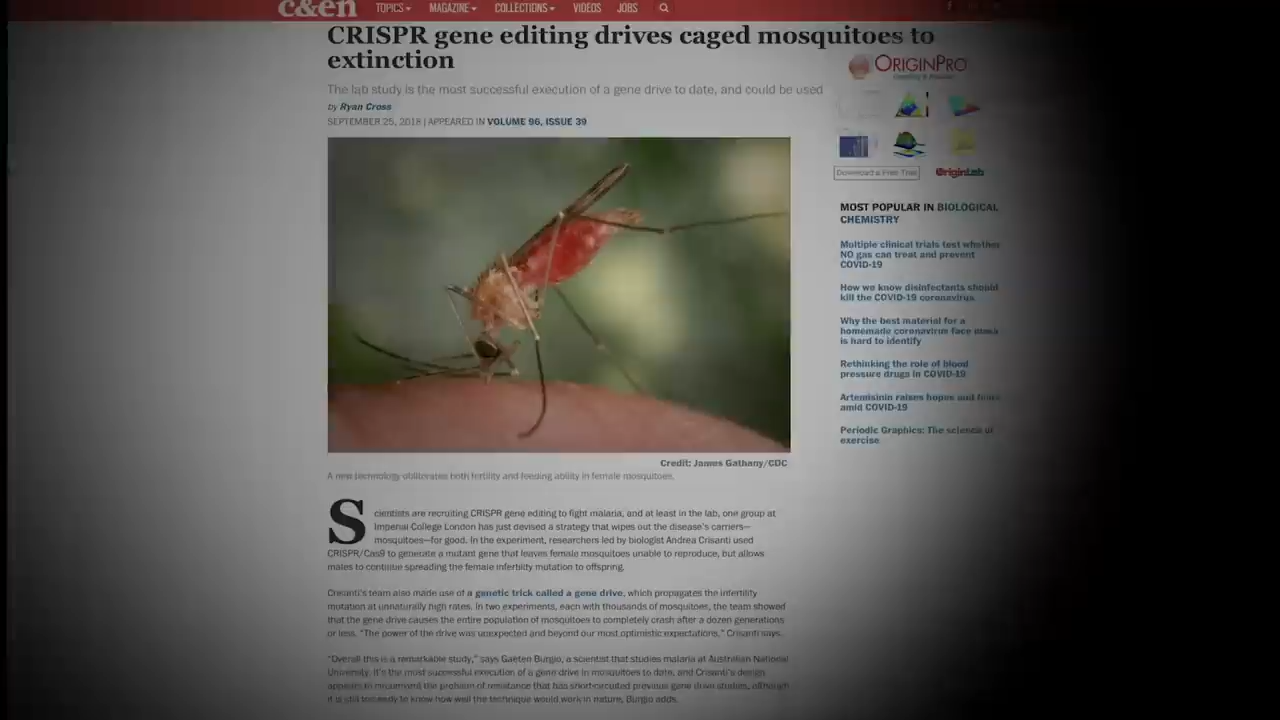 c&en
TOPICS
MAGAZINE
COLLECTIONS
VIDEOS
JOBS
CRISPR gene editing drives caged mosquitoes to
extinction
The lab study is the most successful execution of a gene drive to date, and could be used
by Ryan Cross
SEPTEMBER 25, 2018 | APPEARED IN VOLUME 96, ISSUE 39
Credit: James Gathany/CDC
A new technology obliterates both fertility and feeding ability in female mosquitoes.
Scientists are recruiting CRISPR gene editing to fight malaria, and at least in the lab, one group at
Imperial College London has just devised a strategy that wipes out the disease's carriers—
mosquitoes—for good. In the experiment, researchers led by biologist Andrea Crisanti used
CRISPR/Cas9 to generate a mutant gene that leaves female mosquitoes unable to reproduce, but allows
males to continue spreading the female infertility mutation to offspring.
Crisanti's team also made use of a genetic trick called a gene drive, which propagates the infertility
mutation at unnaturally high rates. In two experiments, each with thousands of mosquitoes, the team showed
that the gene drive causes the entire population of mosquitoes to completely crash after a dozen generations
or less. "The power of the drive was unexpected and beyond our most optimistic expectations," Crisanti says.
"Overall this is a remarkable study," says Gaetan Burgio, a scientist that studies malaria at Australian National
University. It's the most successful execution of a gene drive in mosquitoes to date, and Crisanti's design
appears to circumvent the problem of resistance that has short-circuited previous gene drive studies, although
it is still too early to know how well the technique would work in nature, Burgio adds.
ORIGINPRO
Graphing & Analysis
Download a Free Trial
OriginLab
MOST POPULAR IN BIOLOGICAL
CHEMISTRY
Multiple clinical trials test whether
NO gas can treat and prevent
COVID-19
How we know disinfectants should
kill the COVID-19 coronavirus
Why the best material for a
homemade coronavirus face mask
is hard to identify
Rethinking the role of blood
pressure drugs in COVID-19
Artemisinin raises hopes and fears
amid COVID-19
Periodic Graphics: The science of
exercise